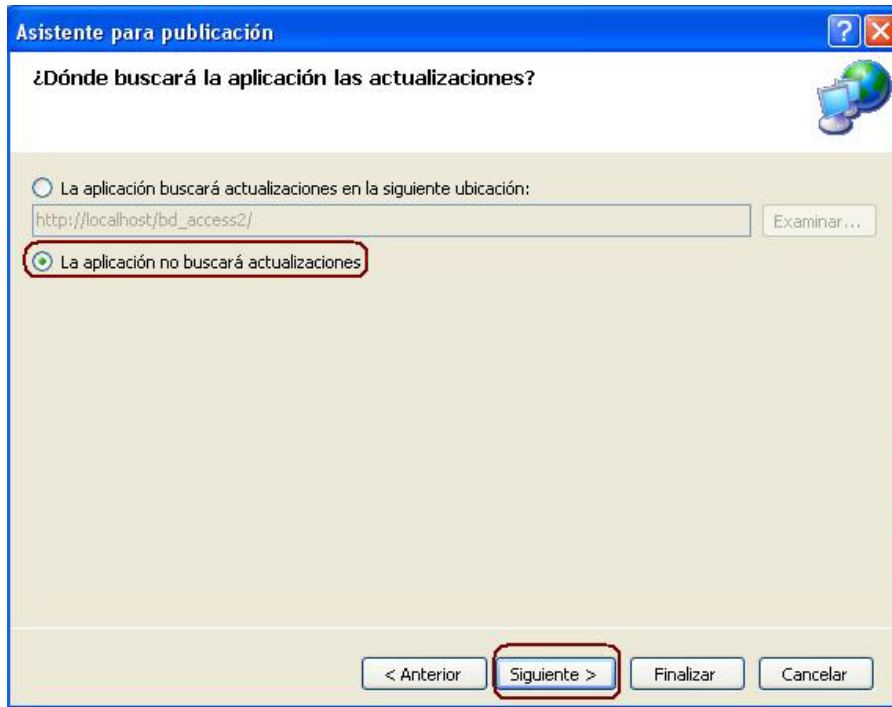 Asistente para publicación
¿Dónde buscará la aplicación las actualizaciones?
La aplicación buscará actualizaciones en la siguiente ubicación:
http://localhost/bd_access2/ Examinar...
La aplicación no buscará actualizaciones
< Anterior Siguiente > Finalizar Cancelar